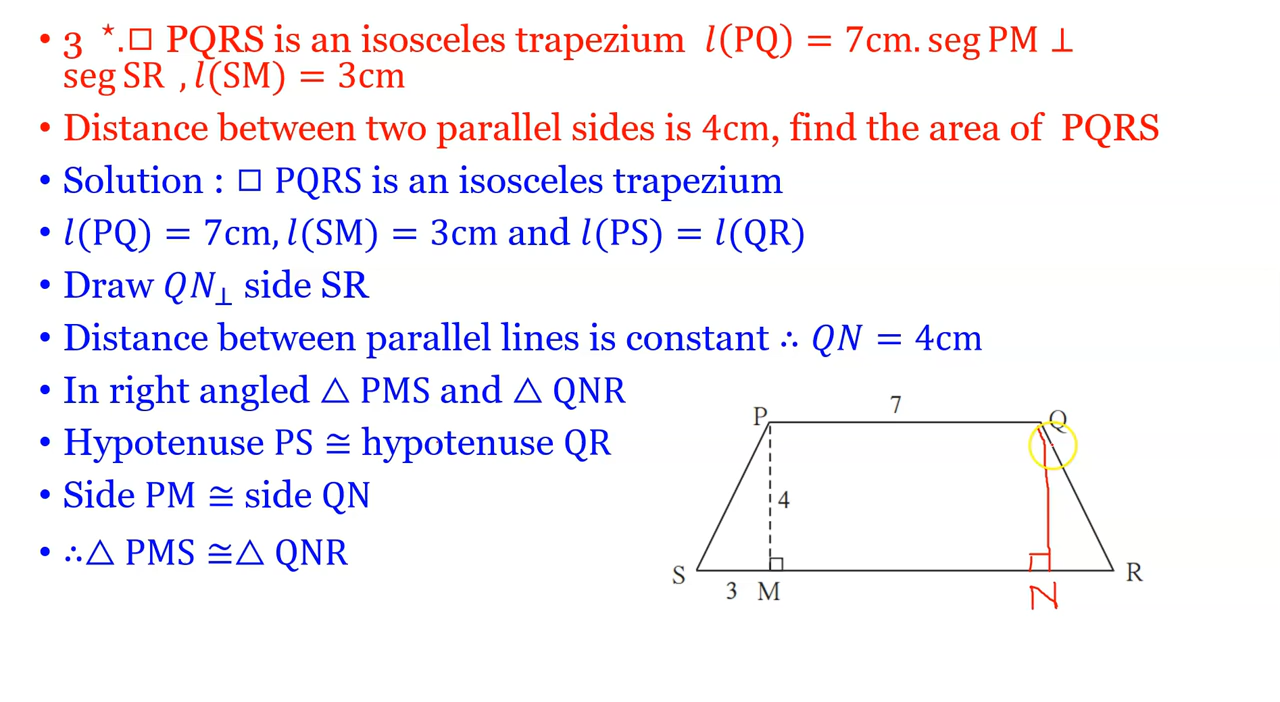 • 3 *.□ PQRS is an isosceles trapezium l(PQ) = 7cm. seg PM ⊥
seg SR , l(SM) = 3cm
• Distance between two parallel sides is 4cm, find the area of PQRS
• Solution : □ PQRS is an isosceles trapezium
• l(PQ) = 7cm, l(SM) = 3cm and l(PS) = l(QR)
• Draw QN⊥ side SR
• Distance between parallel lines is constant ∴ QN = 4cm
• In right angled △ PMS and △ QNR
• Hypotenuse PS ≅ hypotenuse QR
• Side PM ≅ side QN
• ∴△ PMS ≅△ QNR
7
P Q
4
S R
3 M N